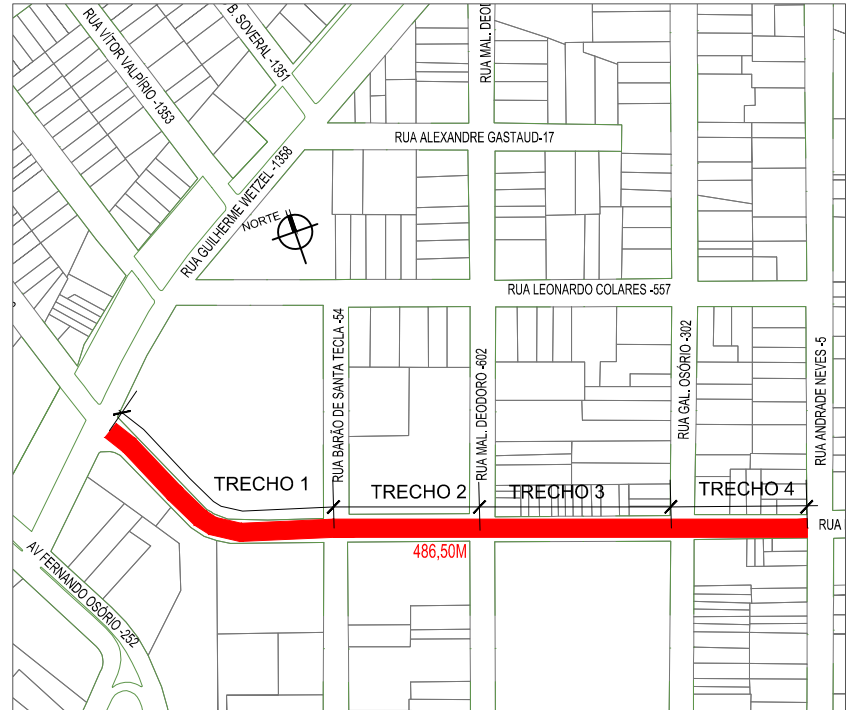 RUA VÍTOR VALPÍRIO -1353
B. SOVERAL -1351
RUA MAL. DEOD
RUA ALEXANDRE GASTAUD-17
RUA GUILHERME WETZEL -1358
NORTE
RUA LEONARDO COLARES -557
RUA BARÃO DE SANTA TECLA -54
RUA MAL. DEODORO -602
RUA GAL. OSÓRIO -302
RUA ANDRADE NEVES -5
TRECHO 1
TRECHO 2
TRECHO 3
TRECHO 4
RUA
486,50M
AV FERNANDO OSÓRIO -252